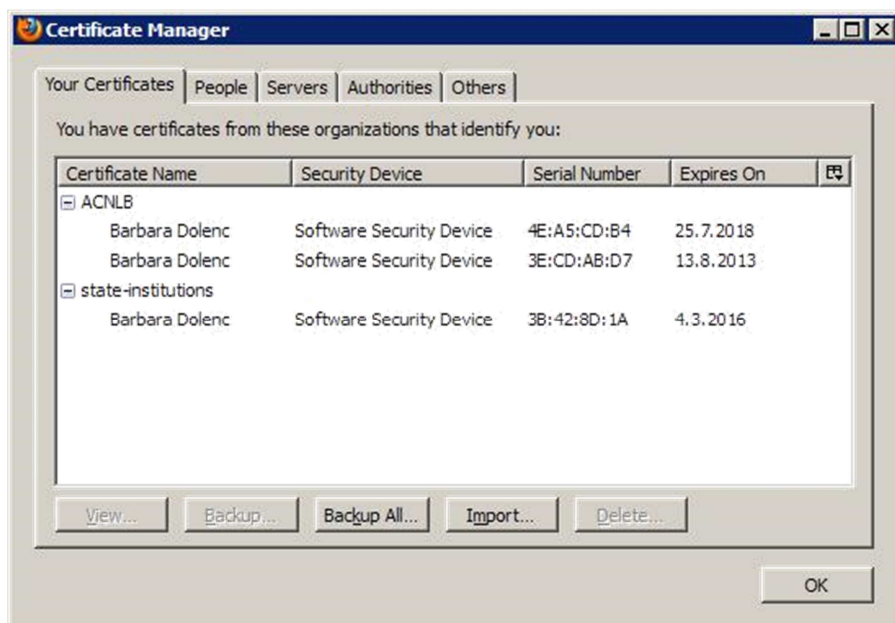 Certificate Manager
Your Certificates People Servers Authorities Others
You have certificates from these organizations that identify you:
Certificate Name Security Device Serial Number Expires On
ACNLB
Barbara Dolenc Software Security Device 4E:A5:CD:B4 25.7.2018
Barbara Dolenc Software Security Device 3E:CD:AB:D7 13.8.2013
state-institutions
Barbara Dolenc Software Security Device 3B:42:8D:1A 4.3.2016
View... Backup... Backup All... Import... Delete...
OK